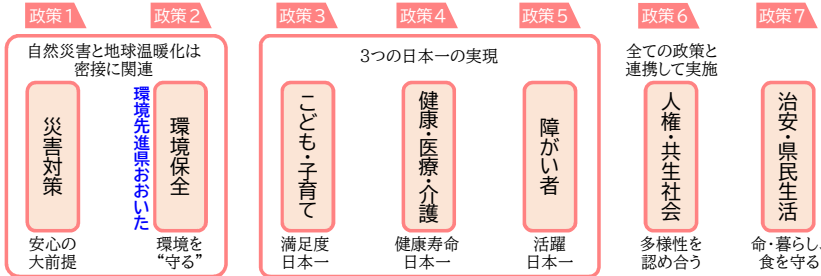 政策1
政策2
政策3
政策4
政策5
政策6
政策7
自然災害と地球温暖化は
密接に関連
3つの日本一の実現
全ての政策と
連携して実施
災害対策
環境先進県おおいた
環境保全
こども・子育て
健康・医療・介護
障がい者
人権・共生社会
治安・県民生活
安心の
大前提
環境を
“守る”
満足度
日本一
健康寿命
日本一
活躍
日本一
多様性を
認め合う
命・暮らし、
食を守る